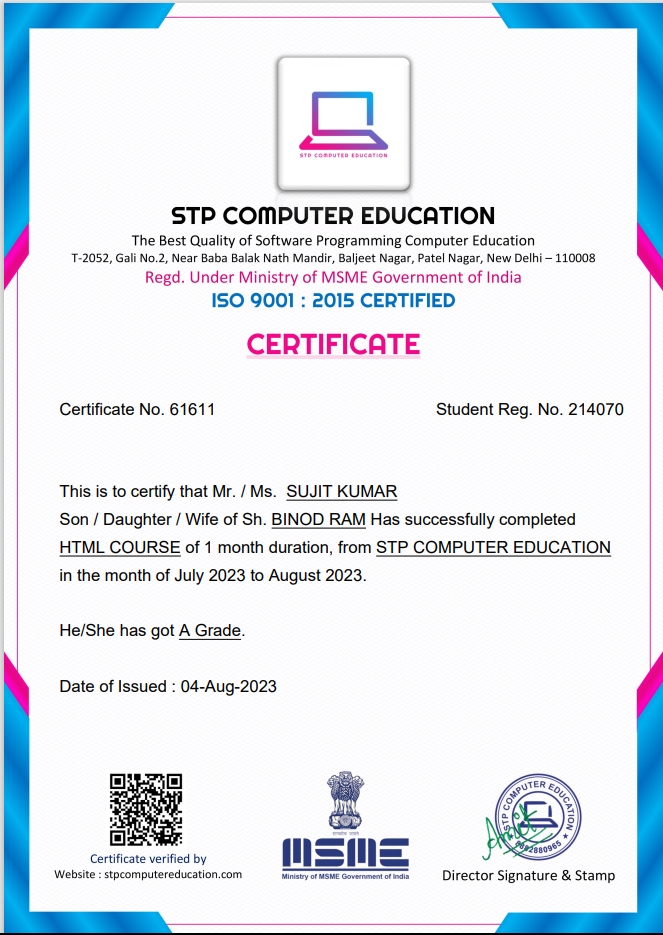 STP COMPUTER EDUCATION
STP COMPUTER EDUCATION
The Best Quality of Software Programming Computer Education
T-2052, Gali No.2, Near Baba Balak Nath Mandir, Baljeet Nagar, Patel Nagar, New Delhi – 110008
Regd. Under Ministry of MSME Government of India
ISO 9001 : 2015 CERTIFIED
CERTIFICATE
Certificate No. 61611 Student Reg. No. 214070
This is to certify that Mr. / Ms. SUJIT KUMAR
Son / Daughter / Wife of Sh. BINOD RAM Has successfully completed
HTML COURSE of 1 month duration, from STP COMPUTER EDUCATION
in the month of July 2023 to August 2023.
He/She has got A Grade.
Date of Issued : 04-Aug-2023
Certificate verified by
Website : stpcomputereducation.com
MSME
Ministry of MSME Government of India
STP COMPUTER EDUCATION
Director Signature & Stamp